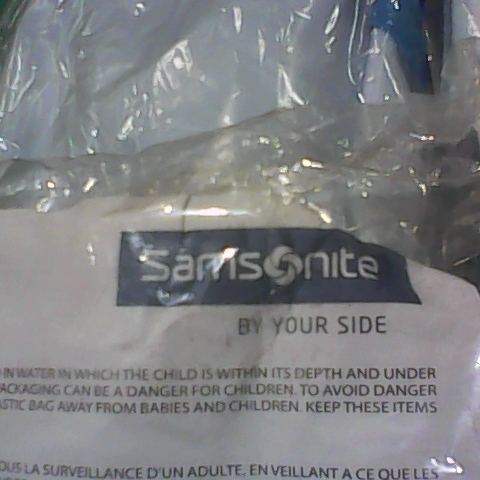 Samsonite
BY YOUR SIDE
IN WATER IN WHICH THE CHILD IS WITHIN ITS DEPTH AND UNDER
PACKAGING CAN BE A DANGER FOR CHILDREN. TO AVOID DANGER
PLASTIC BAG AWAY FROM BABIES AND CHILDREN. KEEP THESE ITEMS
OUS LA SURVEILLANCE D'UN ADULTE, EN VEILLANT A CE QUE LES